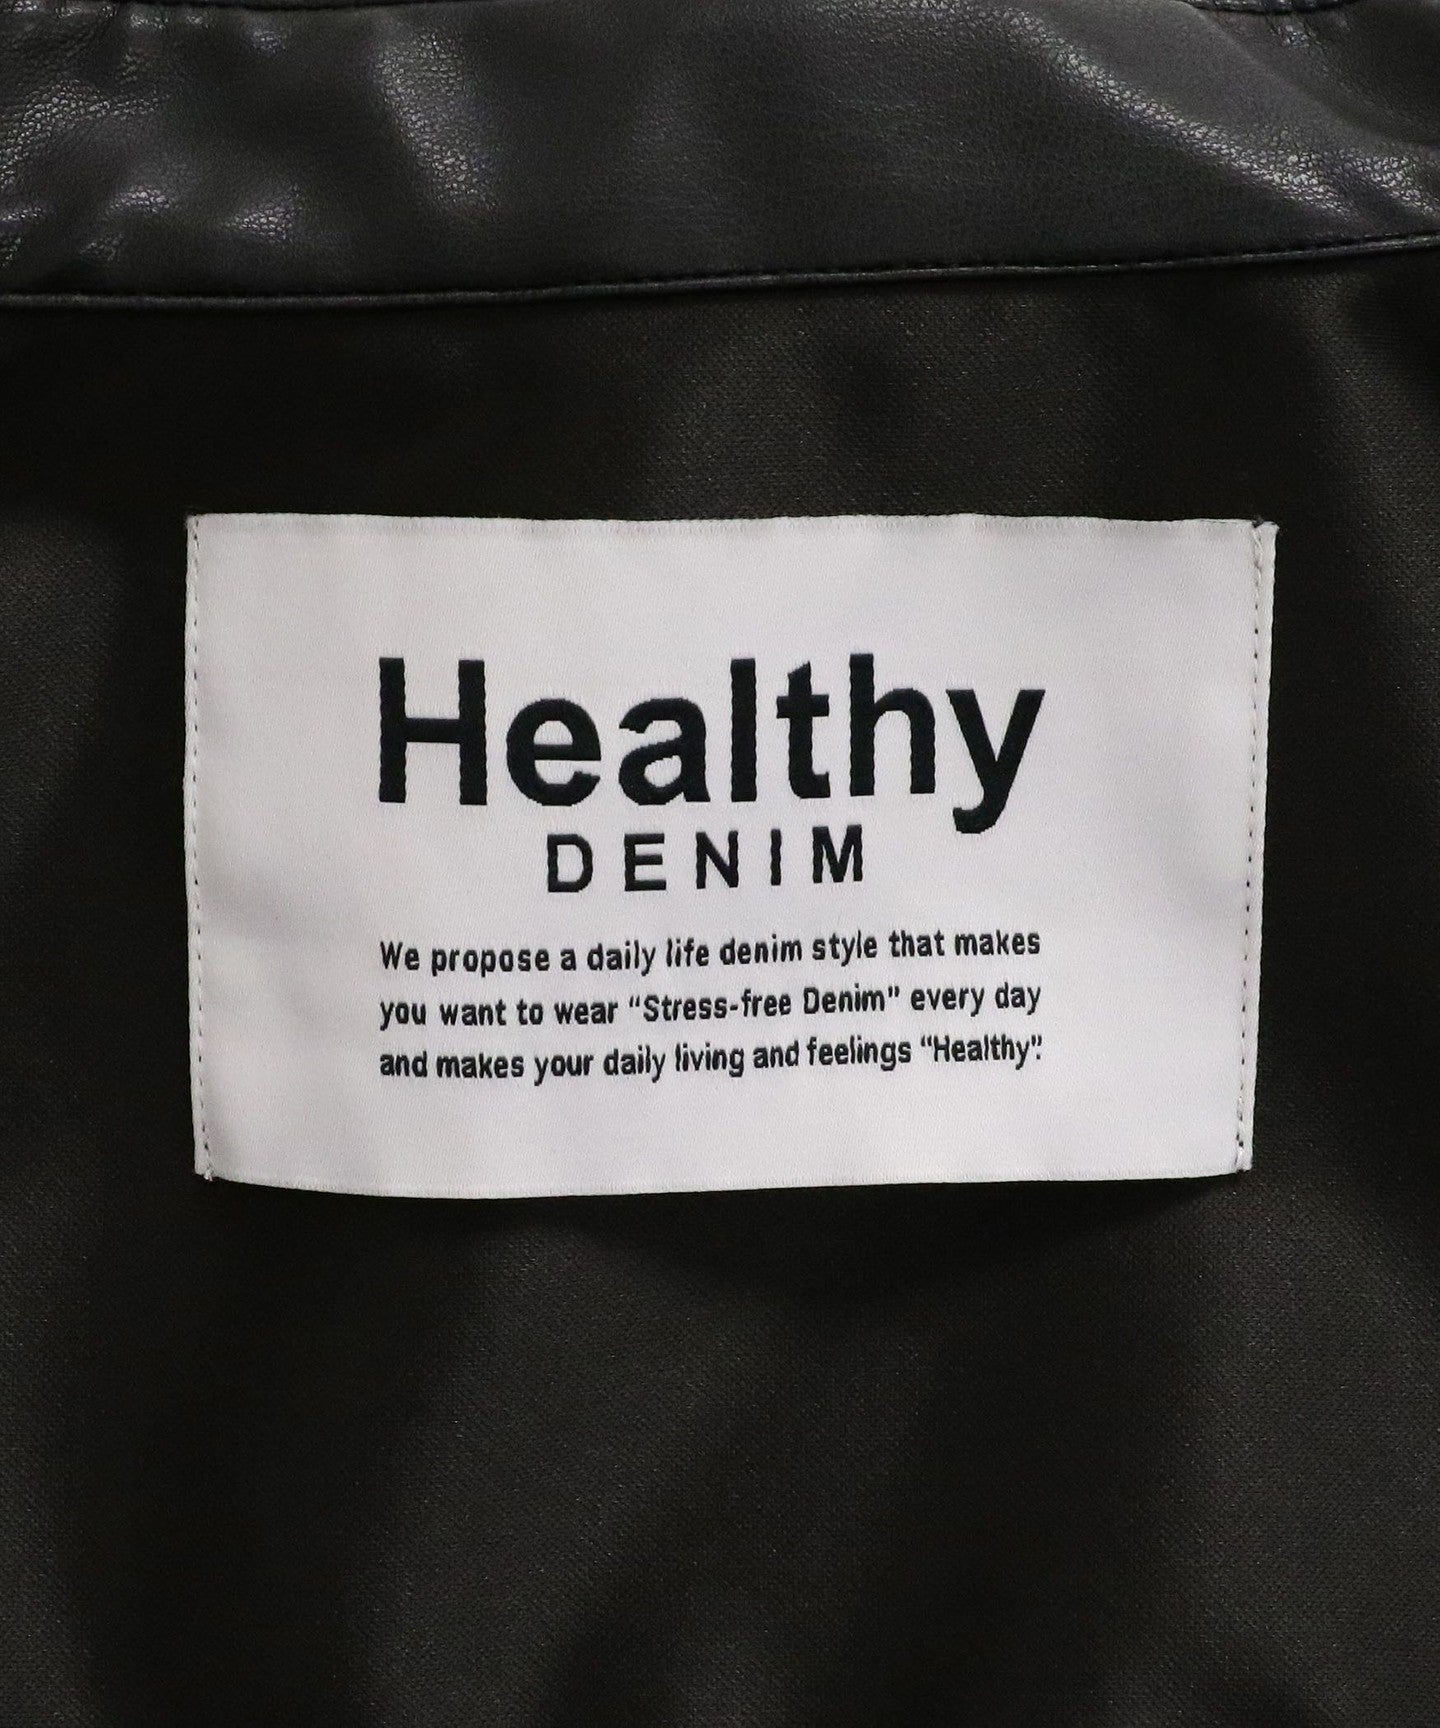 Healthy
DENIM
We propose a daily life denim style that makes
you want to wear “Stress-free Denim” every day
and makes your daily living and feelings “Healthy”.